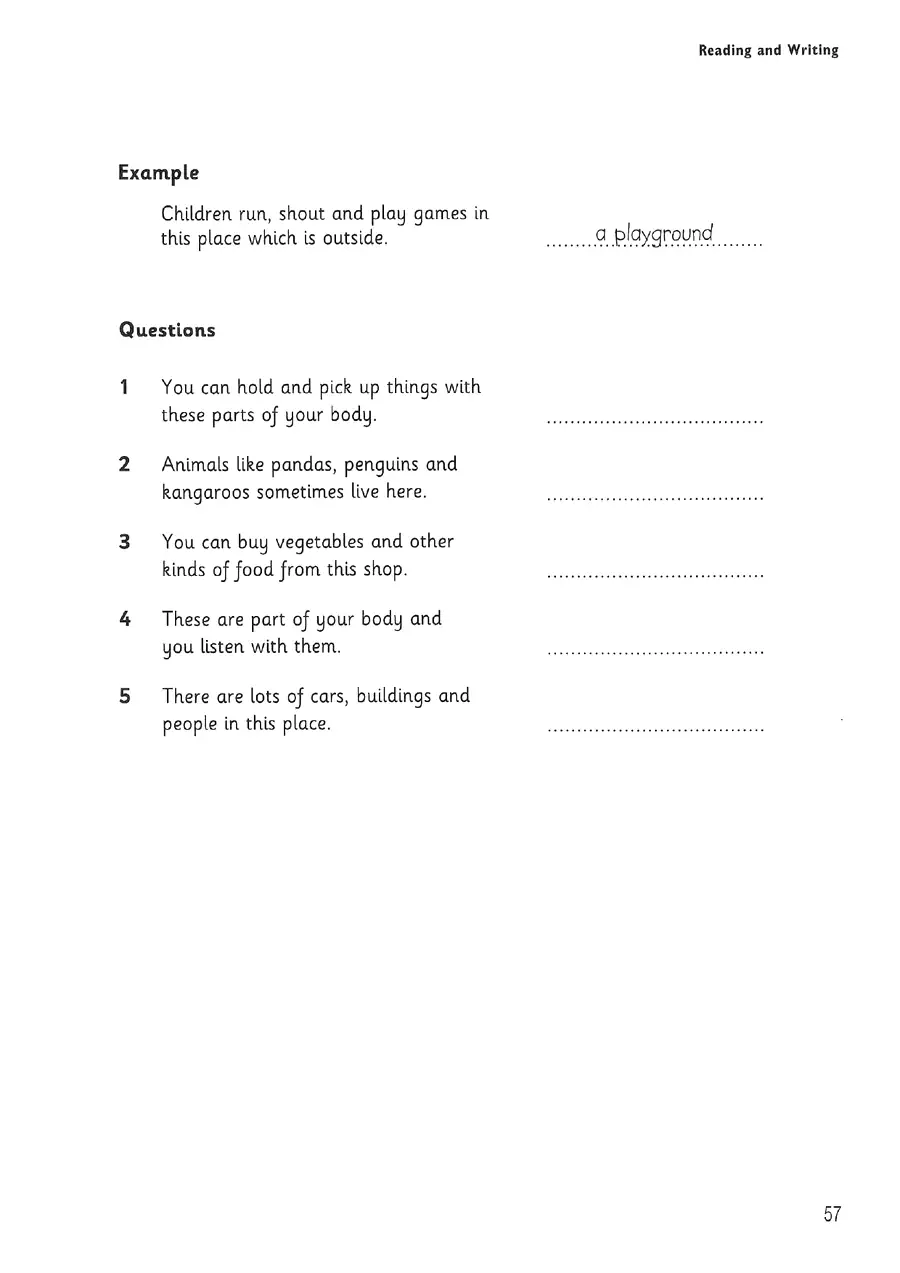 Reading and Writing
Example
Children run, shout and play games in
this place which is outside.
a playground
Questions
1 You can hold and pick up things with
these parts of your body.
2 Animals like pandas, penguins and
kangaroos sometimes live here.
3 You can buy vegetables and other
kinds of food from this shop.
4 These are part of your body and
you listen with them.
5 There are lots of cars, buildings and
people in this place.
57